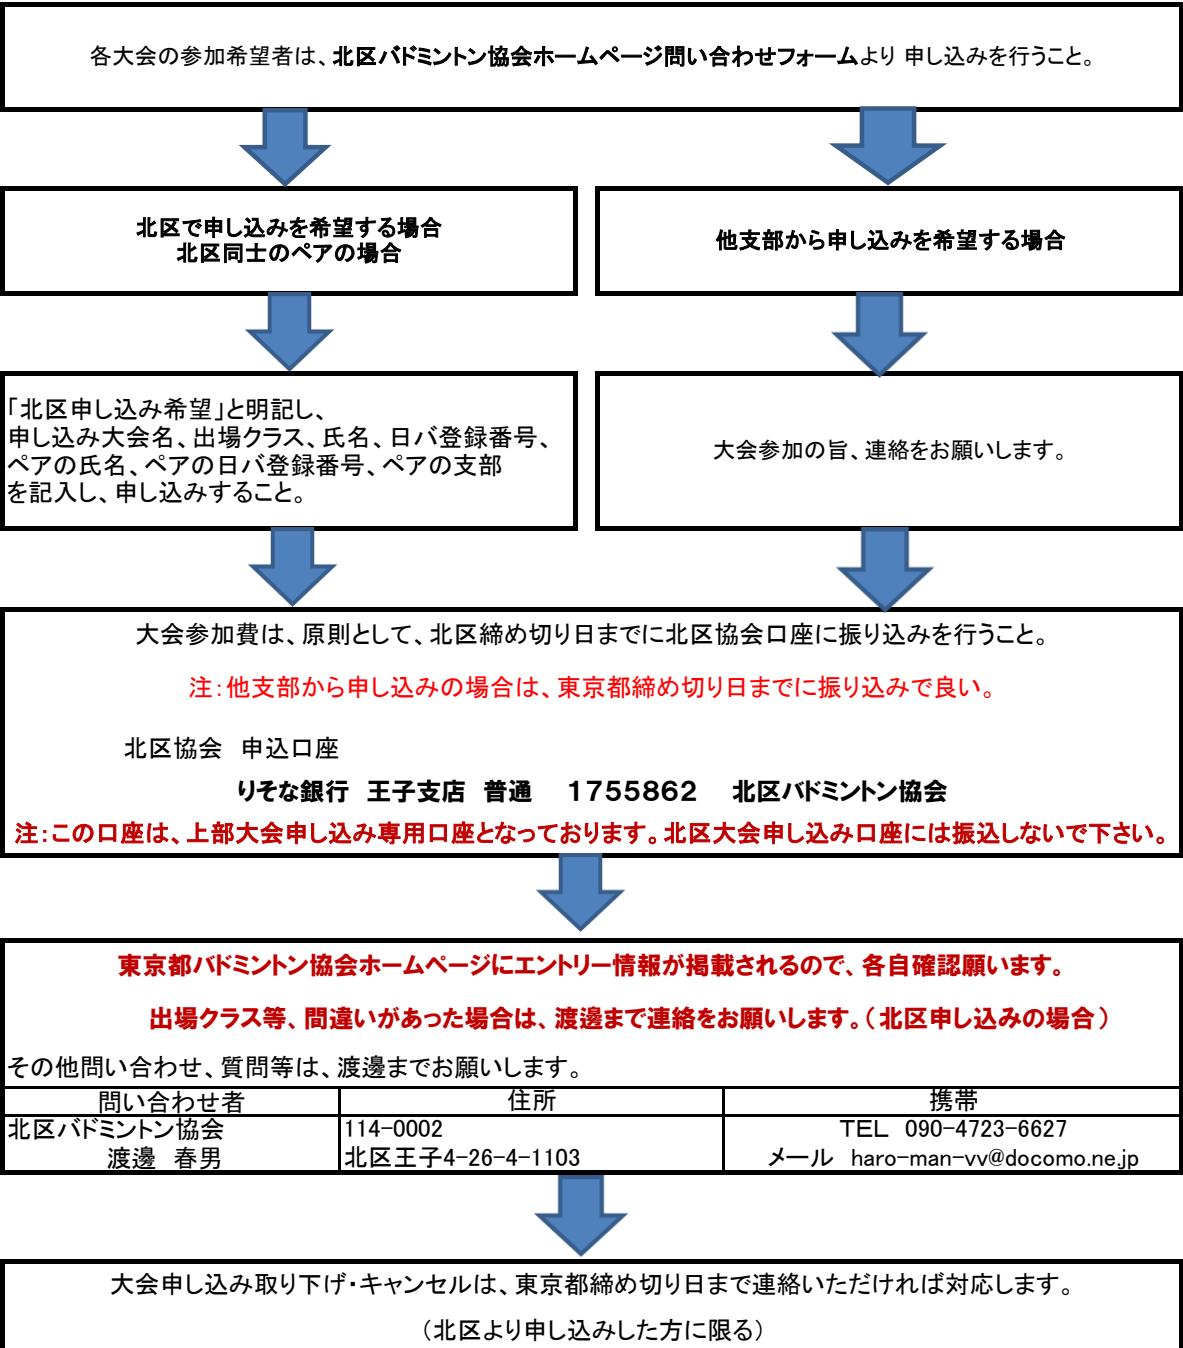 各大会の参加希望者は、北区バドミントン協会ホームページ問い合わせフォームより 申し込みを行うこと。
北区で申し込みを希望する場合
北区同士のペアの場合
他支部から申し込みを希望する場合
「北区申し込み希望」と明記し、
申し込み大会名、出場クラス、氏名、日バ登録番号、
ペアの氏名、ペアの日バ登録番号、ペアの支部
を記入し、申し込みすること。
大会参加の旨、連絡をお願いします。
大会参加費は、原則として、北区締め切り日までに北区協会口座に振り込みを行うこと。
注：他支部から申し込みの場合は、東京都締め切り日までに振り込みで良い。
北区協会　申込口座
りそな銀行　王子支店　普通　１７５５８６２　北区バドミントン協会
注：この口座は、上部大会申し込み専用口座となっております。北区大会申し込み口座には振込しないで下さい。
東京都バドミントン協会ホームページにエントリー情報が掲載されるので、各自確認願います。
出場クラス等、間違いがあった場合は、渡邊まで連絡をお願いします。（北区申し込みの場合）
その他問い合わせ、質問等は、渡邊までお願いします。
問い合わせ者　住所　携帯
北区バドミントン協会　114-0002　ＴＥＬ　090-4723-6627
渡邊　春男　北区王子4-26-4-1103　メール　haro-man-vv@docomo.ne.jp
大会申し込み取り下げ・キャンセルは、東京都締め切り日まで連絡いただければ対応します。
（北区より申し込みした方に限る）